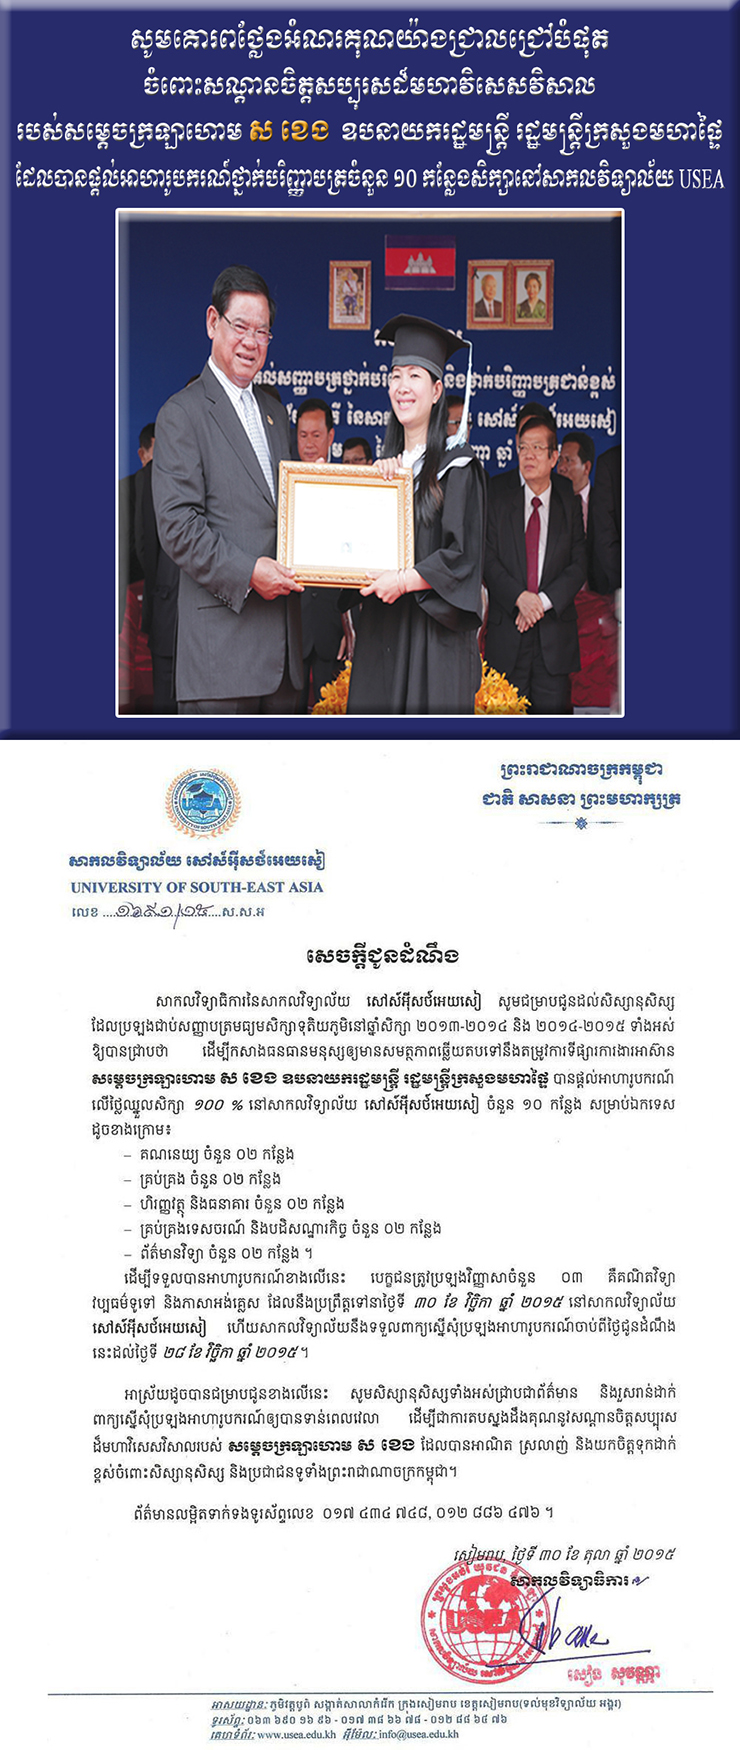 សូមគោរពថ្លែងអំណរគុណយ៉ាងជ្រាលជ្រៅបំផុត
ចំពោះសណ្តានចិត្តសប្បុរសដ៏មហាវិសេសវិសាល
របស់សម្តេចក្រឡាហោម ស ខេង ឧបនាយករដ្ឋមន្ត្រី រដ្ឋមន្ត្រីក្រសួងមហាផ្ទៃ
ដែលបានផ្តល់អាហារូបករណ៍ថ្នាក់បរិញ្ញាបត្រចំនួន ១០ កន្លែងសិក្សានៅសាកលវិទ្យាល័យ USEA
ព្រះរាជាណាចក្រកម្ពុជា
ជាតិ សាសនា ព្រះមហាក្សត្រ
USEA
សាកលវិទ្យាល័យ សៅស៍អ៊ីសថ៍អេយសៀ
UNIVERSITY OF SOUTH-EAST ASIA
លេខ ....១៦៩១/១៥....ស.ស.អ
សេចក្តីជូនដំណឹង
សាកលវិទ្យាធិការនៃសាកលវិទ្យាល័យ សៅស៍អ៊ីសថ៍អេយសៀ សូមជម្រាបជូនដល់សិស្សានុសិស្ស
ដែលប្រឡងជាប់សញ្ញាបត្រមធ្យមសិក្សាទុតិយភូមិនៅឆ្នាំសិក្សា ២០១៣-២០១៤ និង ២០១៤-២០១៥ ទាំងអស់
ឱ្យបានជ្រាបថា ដើម្បីកសាងធនធានមនុស្សឲ្យមានសមត្ថភាពឆ្លើយតបទៅនឹងតម្រូវការទីផ្សារការងារអាស៊ាន
សម្តេចក្រឡាហោម ស ខេង ឧបនាយករដ្ឋមន្ត្រី រដ្ឋមន្ត្រីក្រសួងមហាផ្ទៃ បានផ្តល់អាហារូបករណ៍
លើថ្លៃឈ្នួលសិក្សា ១០០ % នៅសាកលវិទ្យាល័យ សៅស៍អ៊ីសថ៍អេយសៀ ចំនួន ១០ កន្លែង សម្រាប់ឯកទេស
ដូចខាងក្រោម៖
– គណនេយ្យ ចំនួន ០២ កន្លែង
– គ្រប់គ្រង ចំនួន ០២ កន្លែង
– ហិរញ្ញវត្ថុ និងធនាគារ ចំនួន ០២ កន្លែង
– គ្រប់គ្រងទេសចរណ៍ និងបដិសណ្ឋារកិច្ច ចំនួន ០២ កន្លែង
– ព័ត៌មានវិទ្យា ចំនួន ០២ កន្លែង ។
ដើម្បីទទួលបានអាហារូបករណ៍ខាងលើនេះ បេក្ខជនត្រូវប្រឡងវិញ្ញាសាចំនួន ០៣ គឺគណិតវិទ្យា
វប្បធម៌ទូទៅ និងភាសាអង់គ្លេស ដែលនឹងប្រព្រឹត្តទៅនាថ្ងៃទី ៣០ ខែ វិច្ឆិកា ឆ្នាំ ២០១៥ នៅសាកលវិទ្យាល័យ
សៅស៍អ៊ីសថ៍អេយសៀ ហើយសាកលវិទ្យាល័យនឹងទទួលពាក្យស្នើសុំប្រឡងអាហារូបករណ៍ចាប់ពីថ្ងៃជូនដំណឹង
នេះដល់ថ្ងៃទី ២៨ ខែ វិច្ឆិកា ឆ្នាំ ២០១៥។
អាស្រ័យដូចបានជម្រាបជូនខាងលើនេះ សូមសិស្សានុសិស្សទាំងអស់ជ្រាបជាព័ត៌មាន និងរួសរាន់ដាក់
ពាក្យស្នើសុំប្រឡងអាហារូបករណ៍ឲ្យបានទាន់ពេលវេលា ដើម្បីជាការតបស្នងដឹងគុណនូវសណ្តានចិត្តសប្បុរស
ដ៏មហាវិសេសវិសាលរបស់ សម្តេចក្រឡាហោម ស ខេង ដែលបានអាណិត ស្រលាញ់ និងយកចិត្តទុកដាក់
ខ្ពស់ចំពោះសិស្សានុសិស្ស និងប្រជាជនទូទាំងព្រះរាជាណាចក្រកម្ពុជា។
ព័ត៌មានលម្អិតទាក់ទងទូរស័ព្ទលេខ ០១៧ ៤៣៤ ៧៤៨, ០១២ ៨៨៦ ៤៧៦ ។
សៀមរាប, ថ្ងៃទី ៣០ ខែ តុលា ឆ្នាំ ២០១៥
សាកលវិទ្យាធិការ
USEA
សៀន សុវណ្ណា
អាសយដ្ឋាន: ភូមិវត្តបូព៌ សង្កាត់សាលាកំរើក ក្រុងសៀមរាប ខេត្តសៀមរាប(ទល់មុខវិទ្យាល័យ អង្គរ)
ទូរស័ព្ទ: ០៦៣ ៦៩០ ១៦ ៩៦ - ០១៧ ៣៨ ៦៦ ៧៨ - ០១២ ៨៨ ៦៤ ៧៦
គេហទំព័រ: www.usea.edu.kh អ៊ីម៉ែល: info@usea.edu.kh